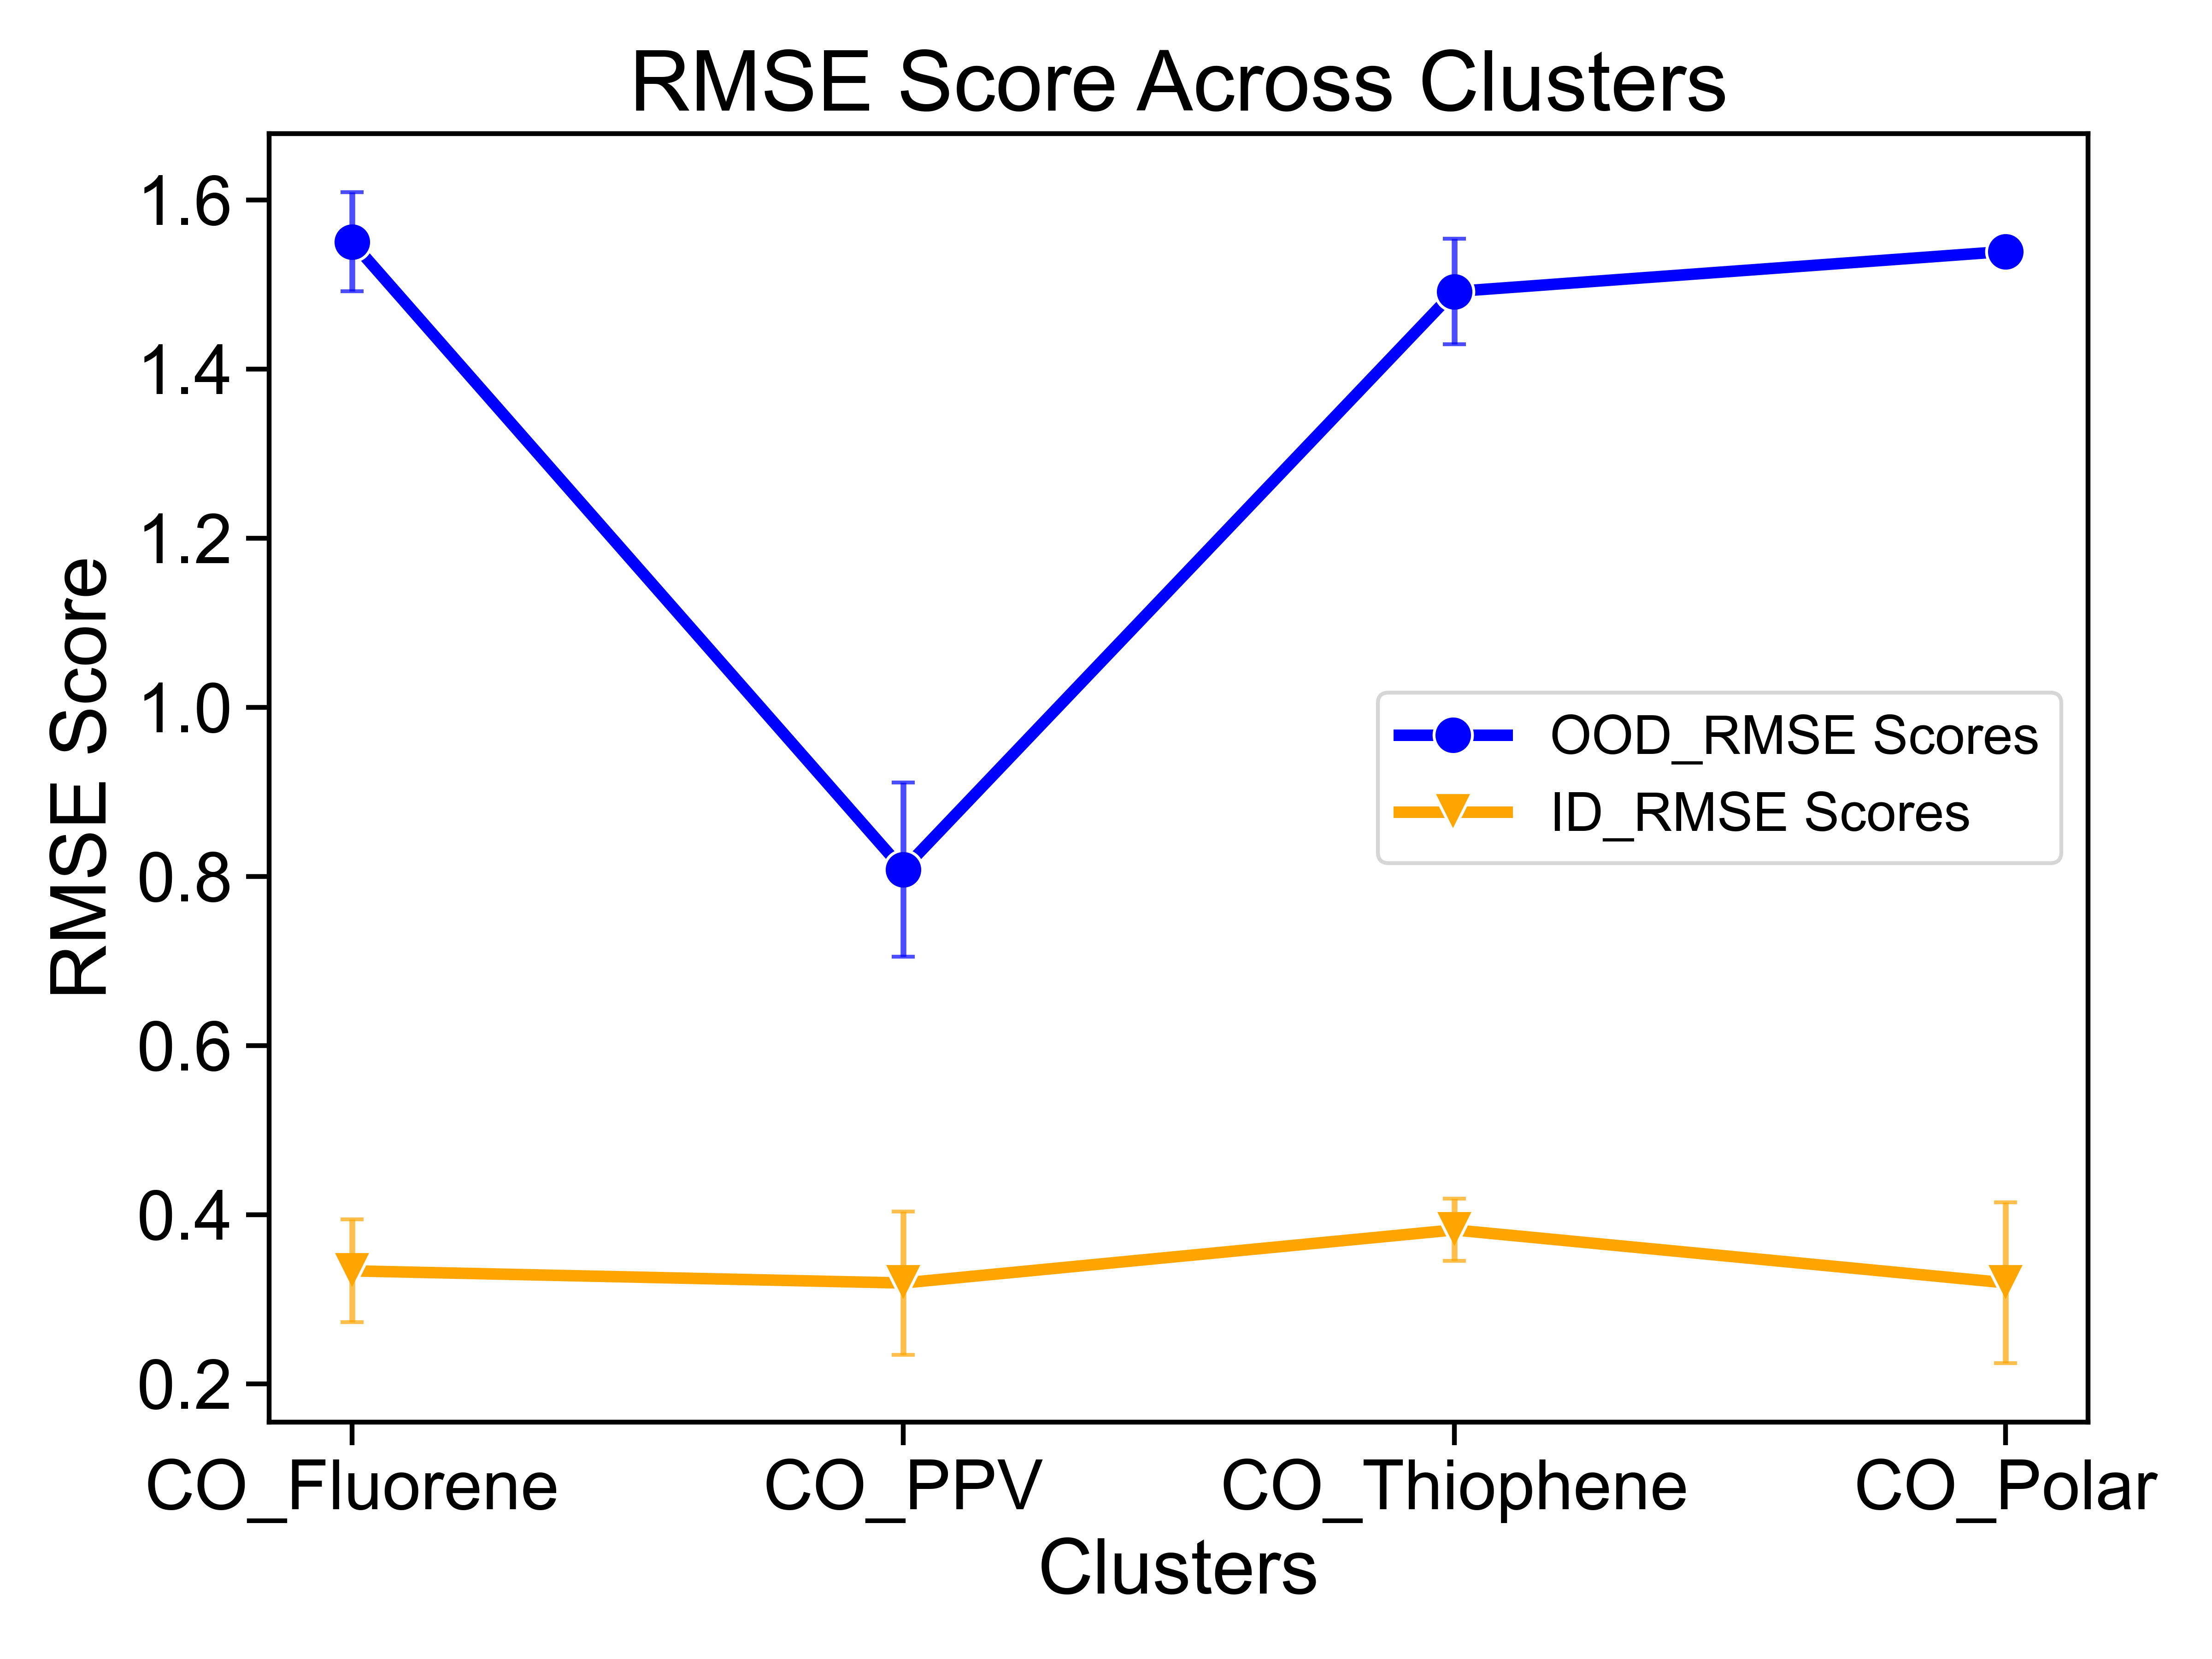 RMSE Score Across Clusters
RMSE Score
1.6
1.4
1.2
1.0
0.8
0.6
0.4
0.2
OOD_RMSE Scores
ID_RMSE Scores
CO_Fluorene CO_PPV CO_Thiophene CO_Polar
Clusters